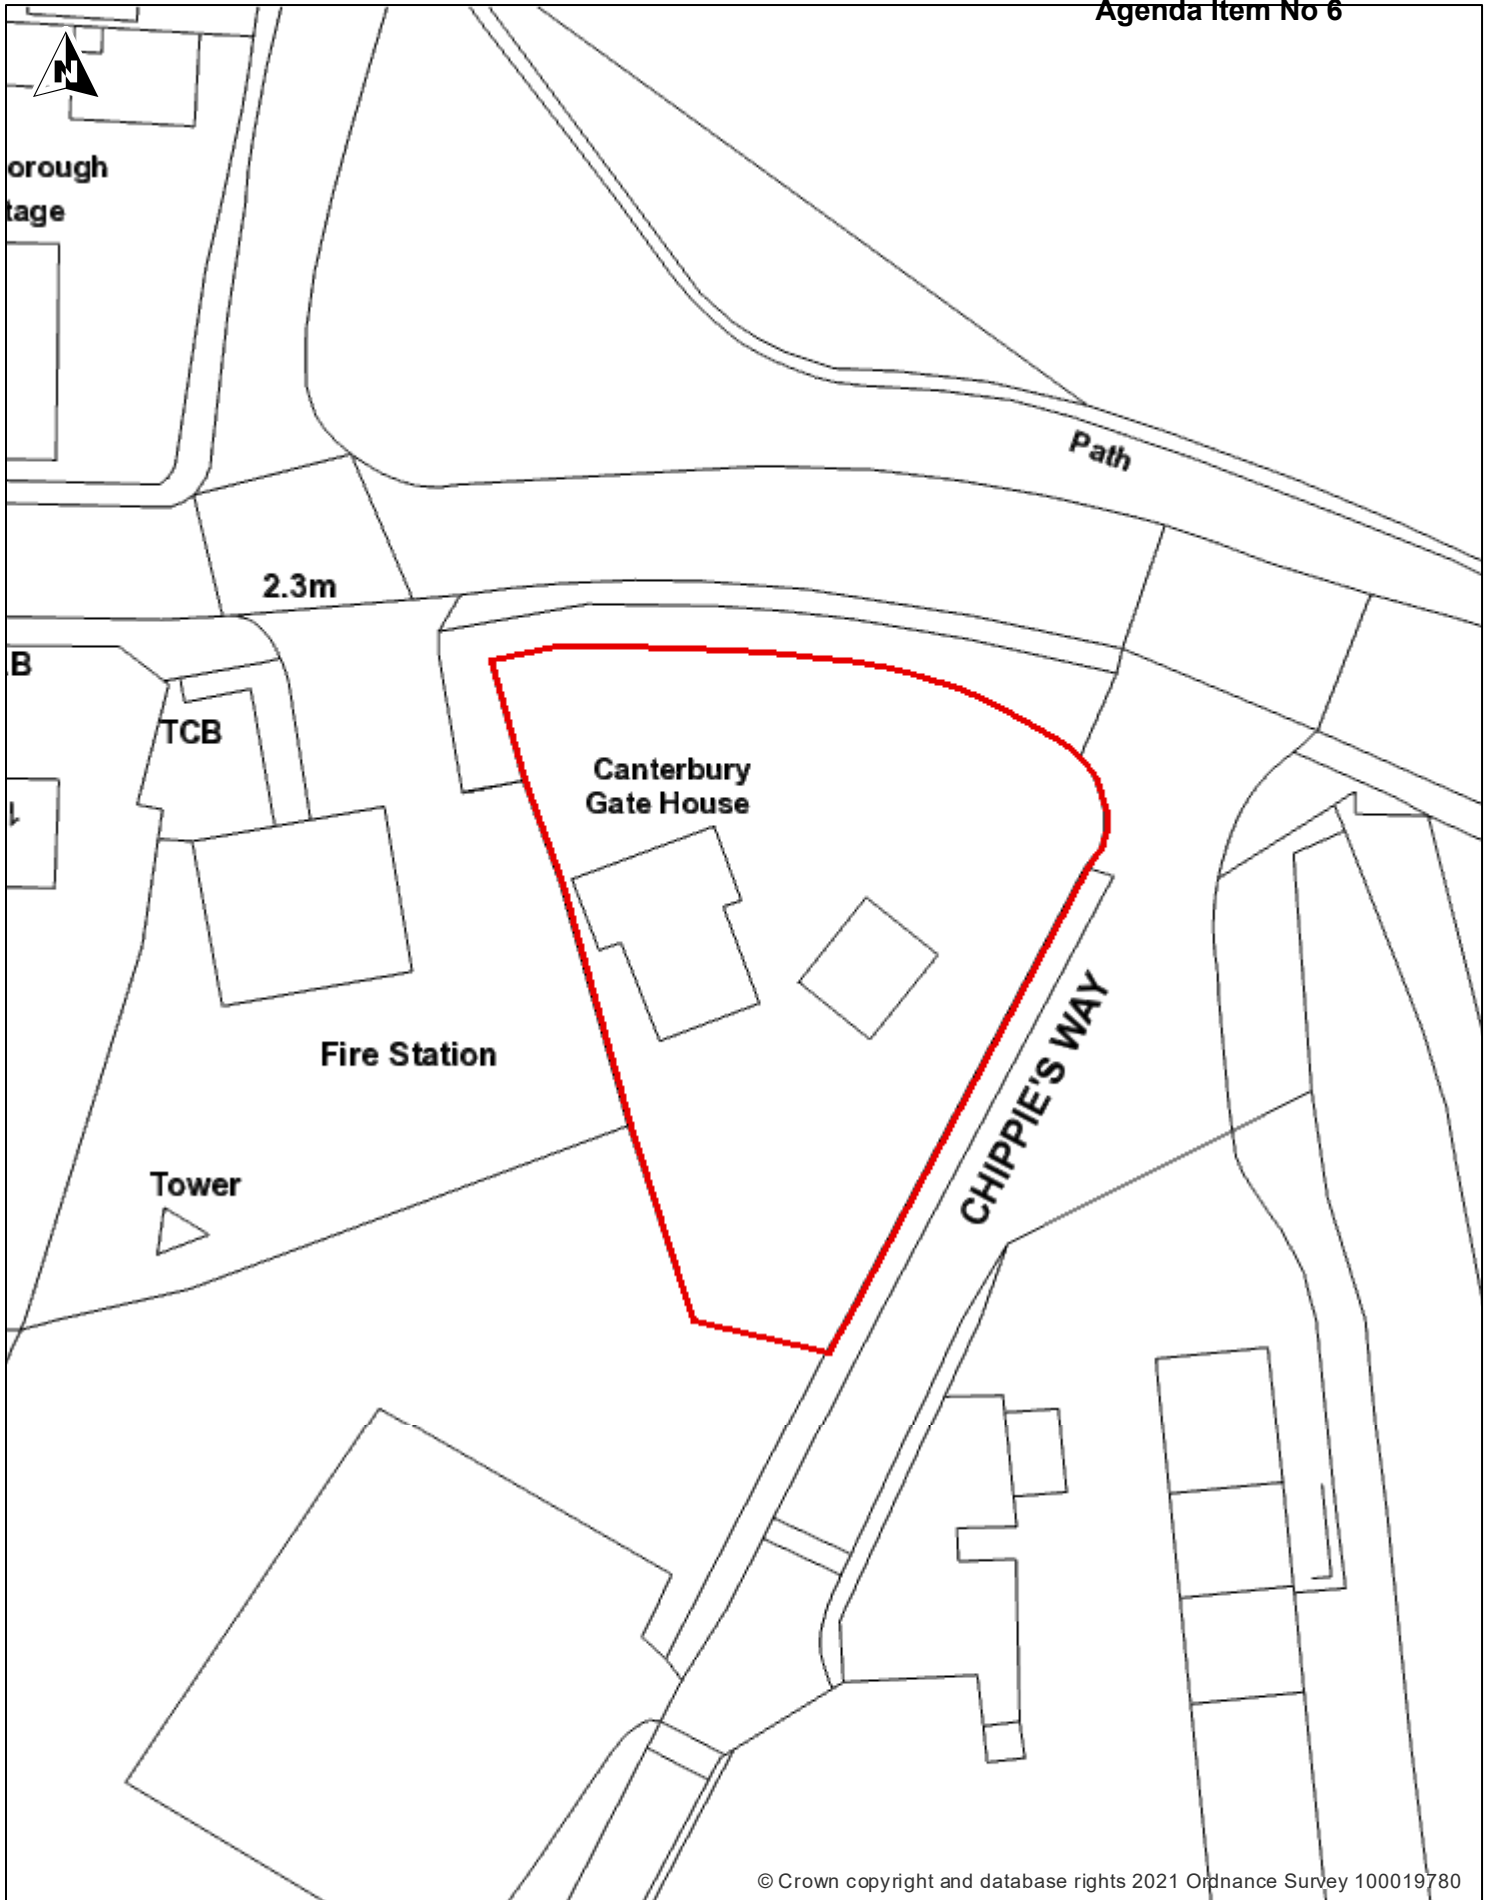 Agenda Item No 6
N
orough
tage
Path
2.3m
B
TCB
Canterbury
Gate House
Fire Station
CHIPPIE'S WAY
Tower
© Crown copyright and database rights 2021 Ordnance Survey 100019780